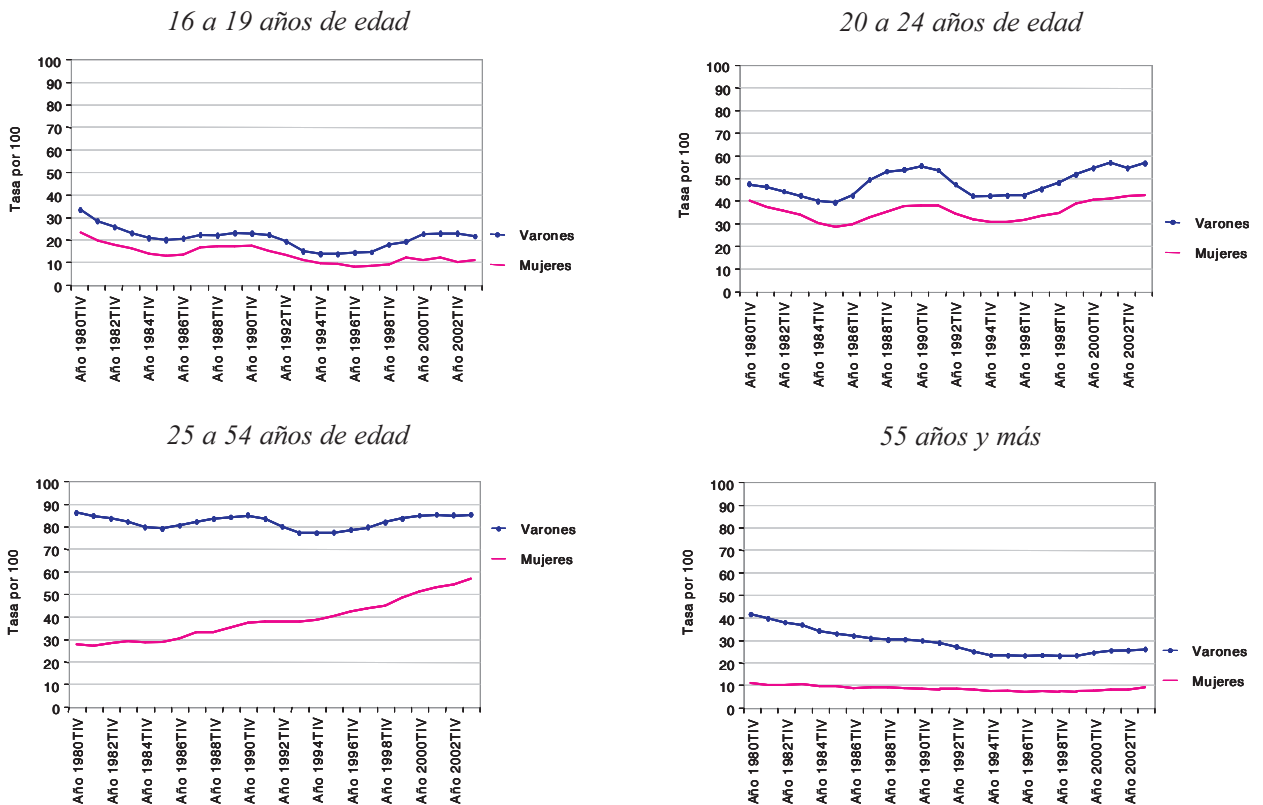 16 a 19 años de edad
100
90
80
70
60
50
40
30
20
10
0
Tasa por 100
Año 1980TIV
Año 1982TIV
Año 1984TIV
Año 1986TIV
Año 1988TIV
Año 1990TIV
Año 1992TIV
Año 1994TIV
Año 1996TIV
Año 1998TIV
Año 2000TIV
Año 2002TIV
Varones
Mujeres
20 a 24 años de edad
100
90
80
70
60
50
40
30
20
10
0
Tasa por 100
Año 1980TIV
Año 1982TIV
Año 1984TIV
Año 1986TIV
Año 1988TIV
Año 1990TIV
Año 1992TIV
Año 1994TIV
Año 1996TIV
Año 1998TIV
Año 2000TIV
Año 2002TIV
Varones
Mujeres
25 a 54 años de edad
100
90
80
70
60
50
40
30
20
10
0
Tasa por 100
Año 1980TIV
Año 1982TIV
Año 1984TIV
Año 1986TIV
Año 1988TIV
Año 1990TIV
Año 1992TIV
Año 1994TIV
Año 1996TIV
Año 1998TIV
Año 2000TIV
Año 2002TIV
Varones
Mujeres
55 años y más
100
90
80
70
60
50
40
30
20
10
0
Tasa por 100
Año 1980TIV
Año 1982TIV
Año 1984TIV
Año 1986TIV
Año 1988TIV
Año 1990TIV
Año 1992TIV
Año 1994TIV
Año 1996TIV
Año 1998TIV
Año 2000TIV
Año 2002TIV
Varones
Mujeres